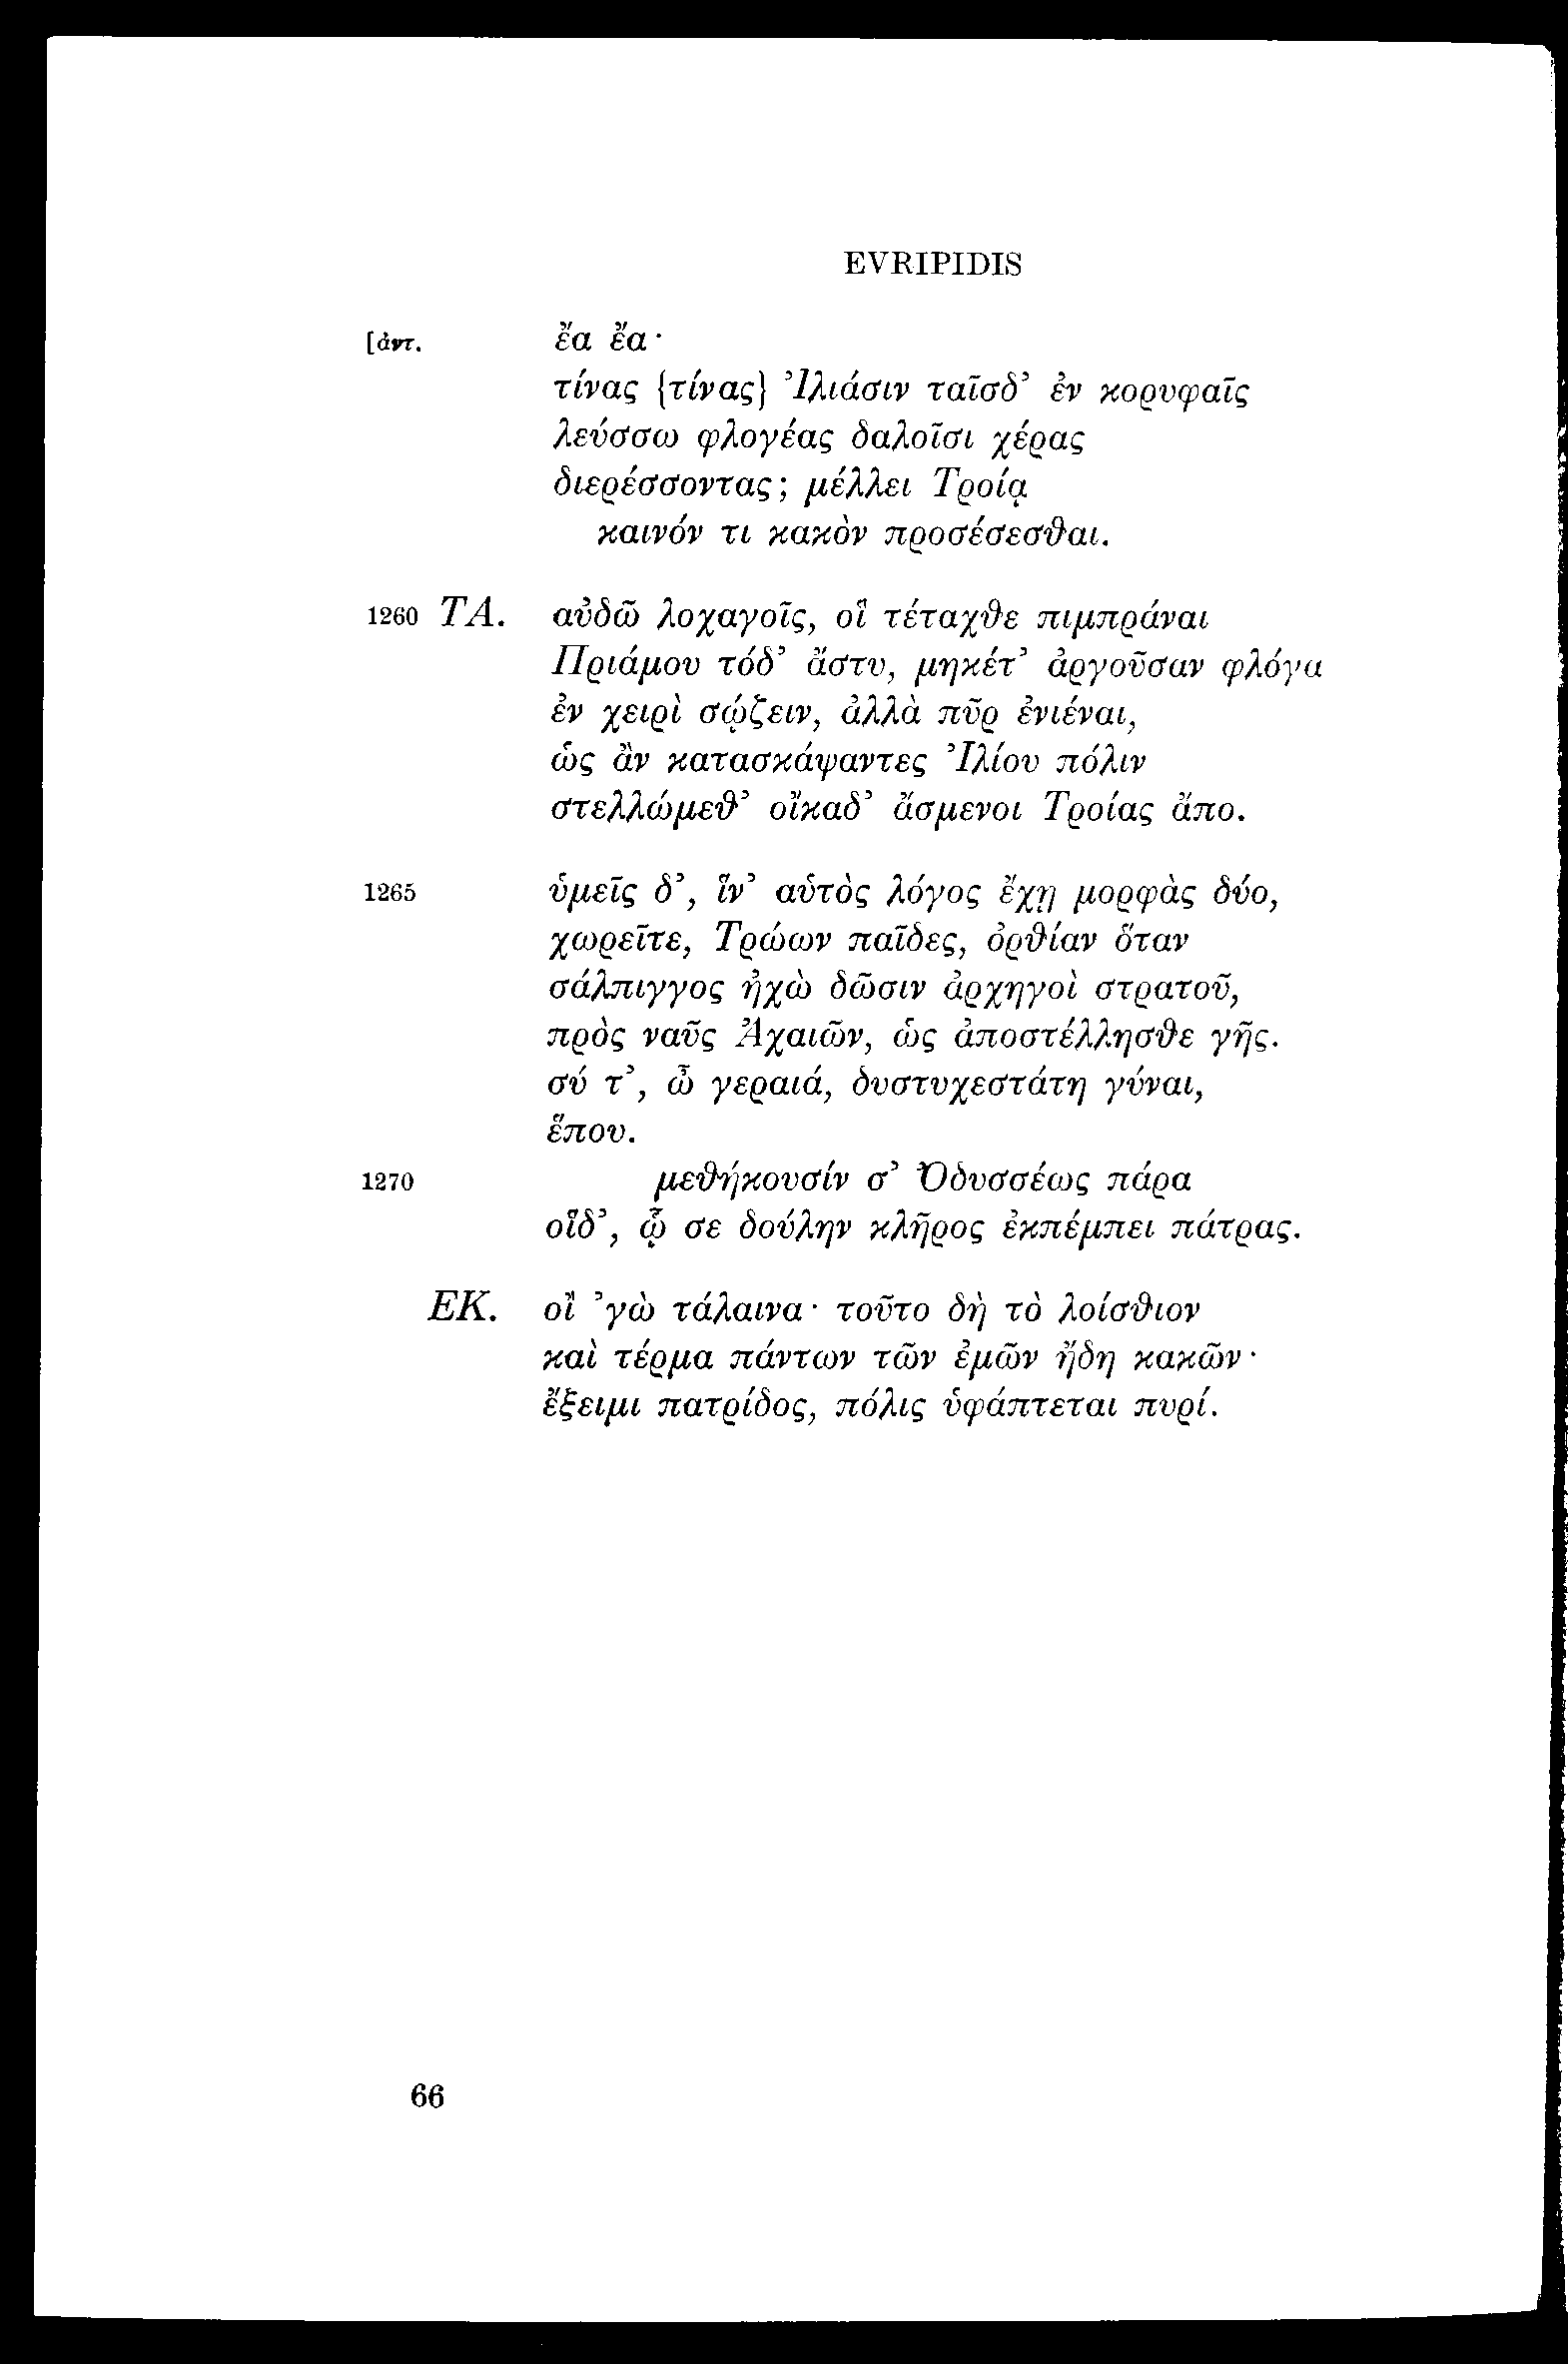 EVRIPIDIS
[ἀντ. ἔα ἔα·
τίνας {τίνας} Ἰλιάσιν ταῖσδ’ ἐν κορυφαῖς
λεύσσω φλογέας δαλοῖσι χέρας
διερέσσοντας; μέλλει Τροίᾳ
καινόν τι κακὸν προσέσεσθαι.
1260 ΤΑ. αὐδῶ λοχαγοῖς, οἳ τέταχθε πιμπράναι
Πριάμου τόδ’ ἄστυ, μηκέτ’ ἀργοῦσαν φλόγα
ἐν χειρὶ σῴζειν, ἀλλὰ πῦρ ἐνιέναι,
ὡς ἂν κατασκάψαντες Ἰλίου πόλιν
στελλώμεθ’ οἴκαδ’ ἄσμενοι Τροίας ἄπο.
1265 ὑμεῖς δ’, ἵν’ αὑτὸς λόγος ἔχῃ μορφὰς δύο,
χωρεῖτε, Τρώων παῖδες, ὀρθίαν ὅταν
σάλπιγγος ἠχὼ δῶσιν ἀρχηγοὶ στρατοῦ,
πρὸς ναῦς Ἀχαιῶν, ὡς ἀποστέλλησθε γῆς.
σύ τ’, ὦ γεραιά, δυστυχεστάτη γύναι,
ἕπου.
1270 μεθήκουσίν σ’ Ὀδυσσέως πάρα
οἵδ’, ᾧ σε δούλην κλῆρος ἐκπέμπει πάτρας.
ΕΚ. οἲ ’γὼ τάλαινα· τοῦτο δὴ τὸ λοίσθιον
καὶ τέρμα πάντων τῶν ἐμῶν ἤδη κακῶν·
ἔξειμι πατρίδος, πόλις ὑφάπτεται πυρί.
66